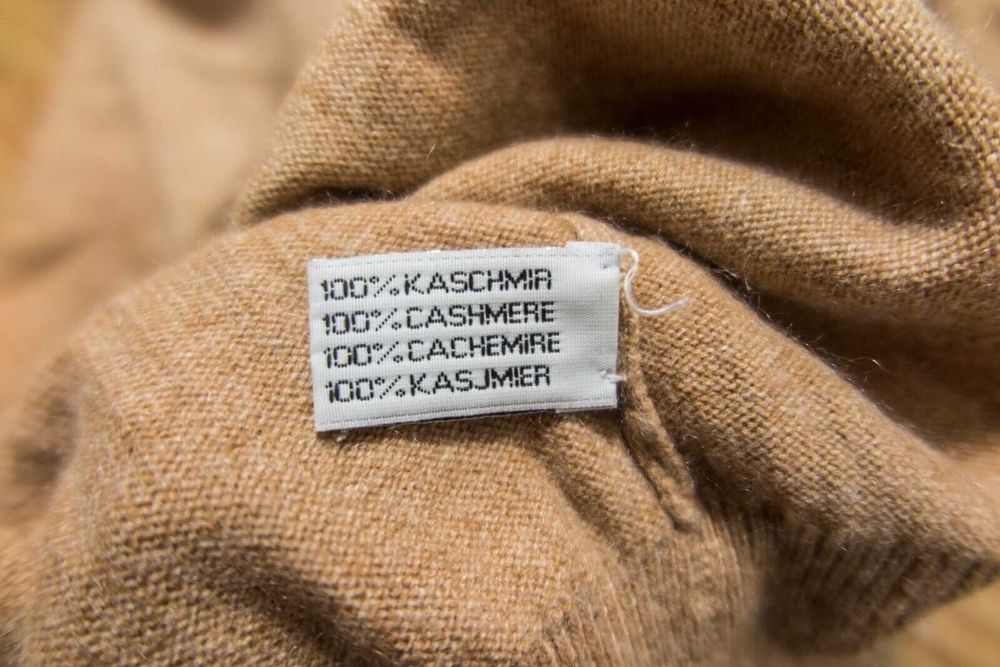 100% KASCHMIR
100% CASHMERE
100% CACHEMIRE
100% KASJMIER